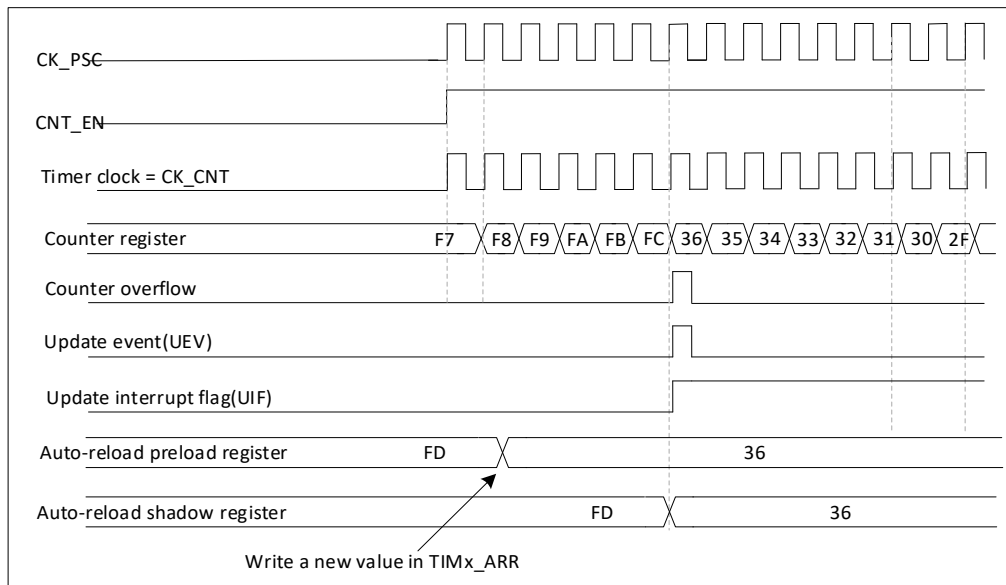 CK_PSC
CNT_EN
Timer clock = CK_CNT
Counter register F7 F8 F9 FA FB FC 36 35 34 33 32 31 30 2F
Counter overflow
Update event(UEV)
Update interrupt flag(UIF)
Auto-reload preload register FD 36
Auto-reload shadow register FD 36
Write a new value in TIMx_ARR